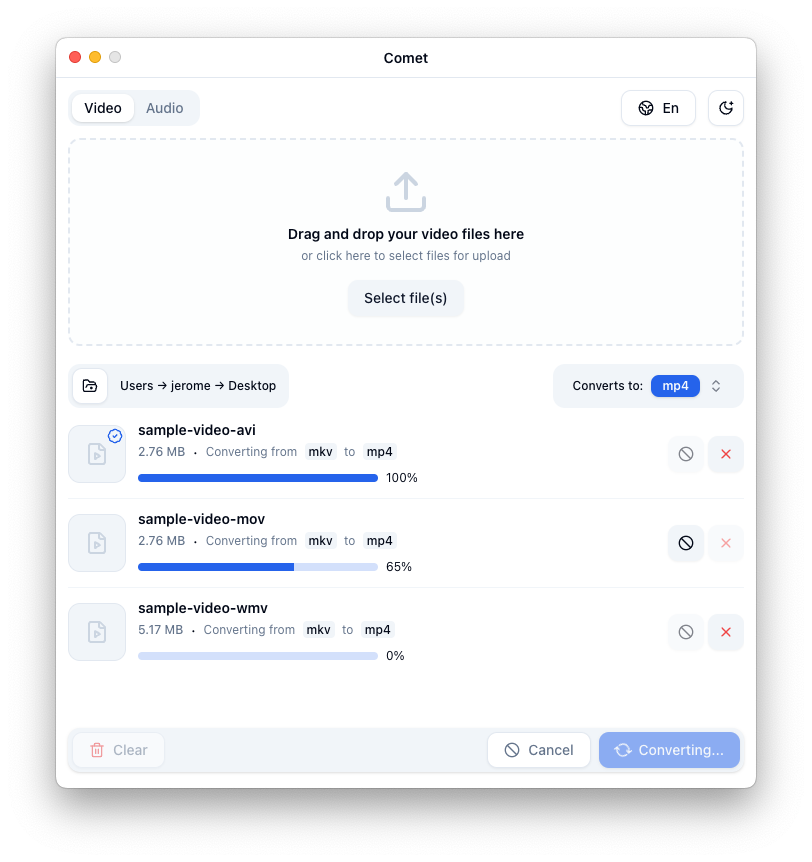 Comet
Video Audio En
Drag and drop your video files here
or click here to select files for upload
Select file(s)
Users → jerome → Desktop Converts to: mp4
sample-video-avi
2.76 MB • Converting from mkv to mp4
100%
sample-video-mov
2.76 MB • Converting from mkv to mp4
65%
sample-video-wmv
5.17 MB • Converting from mkv to mp4
0%
Clear Cancel Converting...